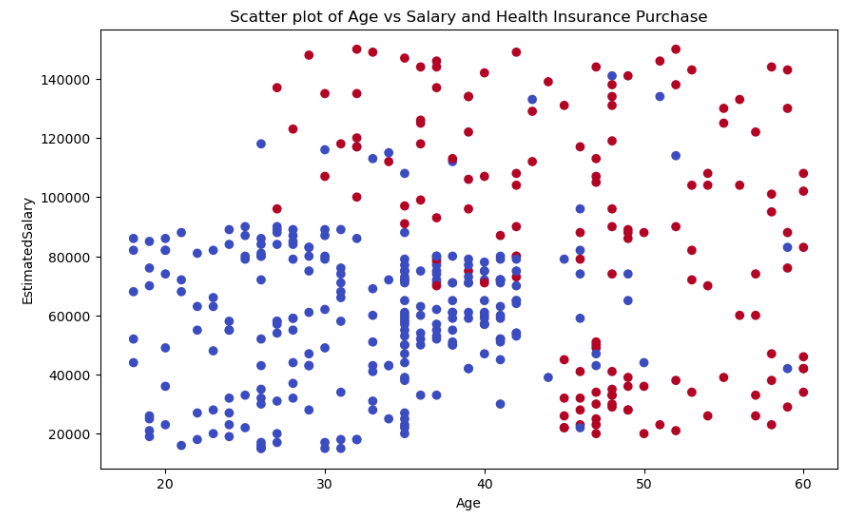 Scatter plot of Age vs Salary and Health Insurance Purchase
140000
120000
100000
80000
60000
40000
20000
EstimatedSalary
20 30 40 50 60
Age